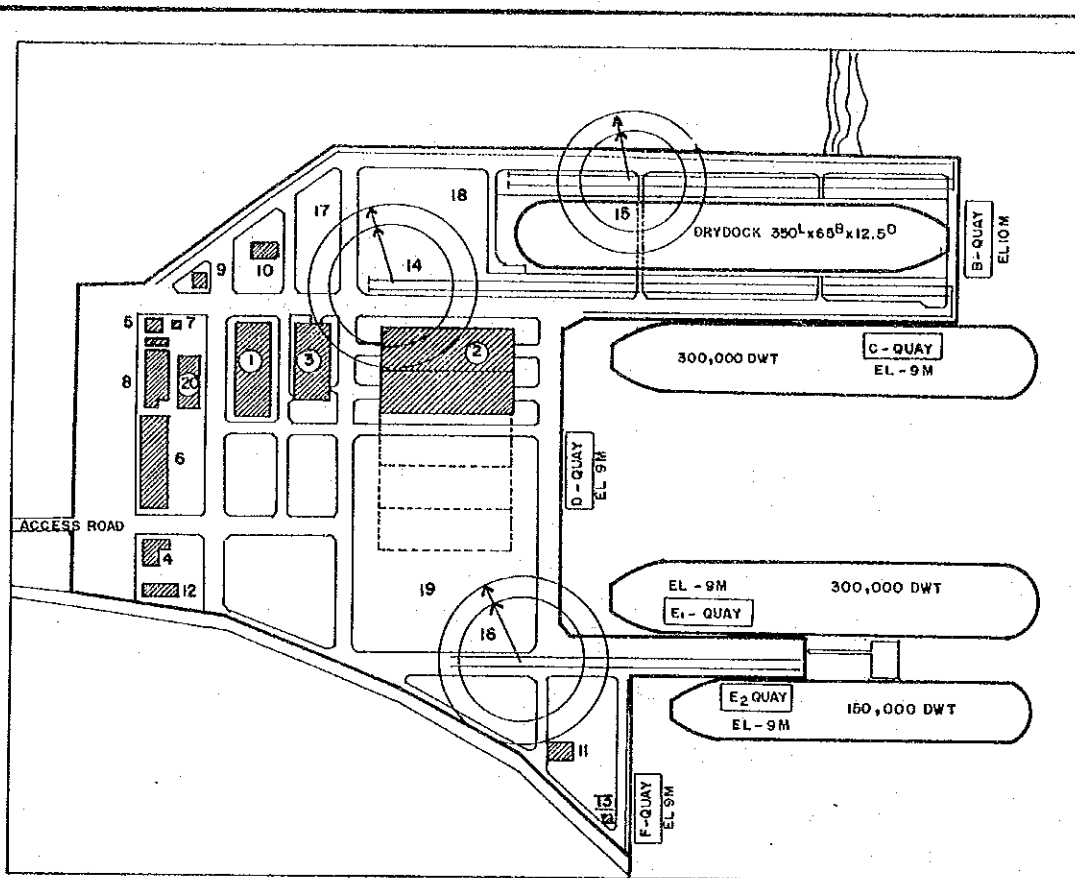 17
18
15
DRYDOCK 350L x 65B x 12.5D
B-QUAY
EL 10 M
9
10
14
5
7
1
3
2
300,000 DWT
C-QUAY
EL-9M
8
20
6
D-QUAY
EL 9M
ACCESS ROAD
4
12
19
16
EL-9M
300,000 DWT
E1-QUAY
E2 QUAY
EL-9M
150,000 DWT
11
13
F-QUAY
EL 9M